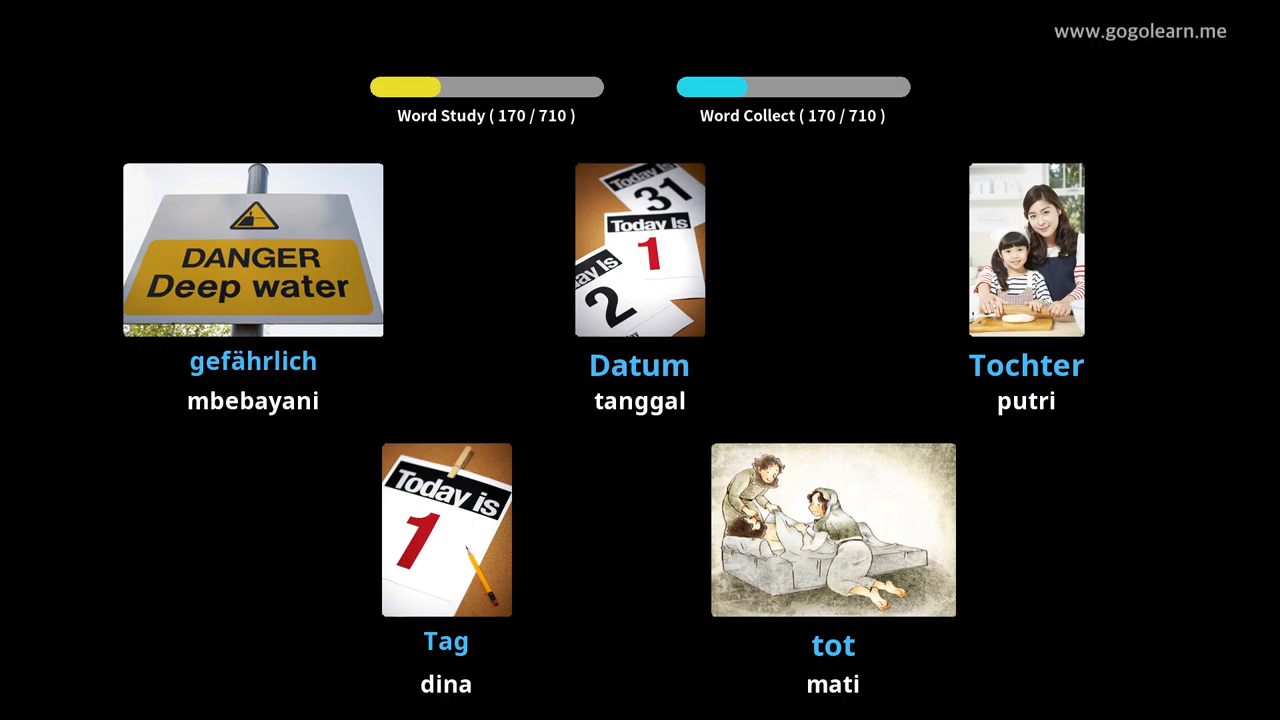 www.gogolearn.me
Word Study ( 170 / 710 )
Word Collect ( 170 / 710 )
DANGER
Deep water
Today Is
31
Today Is
1
ay Is
2
gefährlich
mbebayani
Datum
tanggal
Tochter
putri
Today is
1
Tag
dina
tot
mati